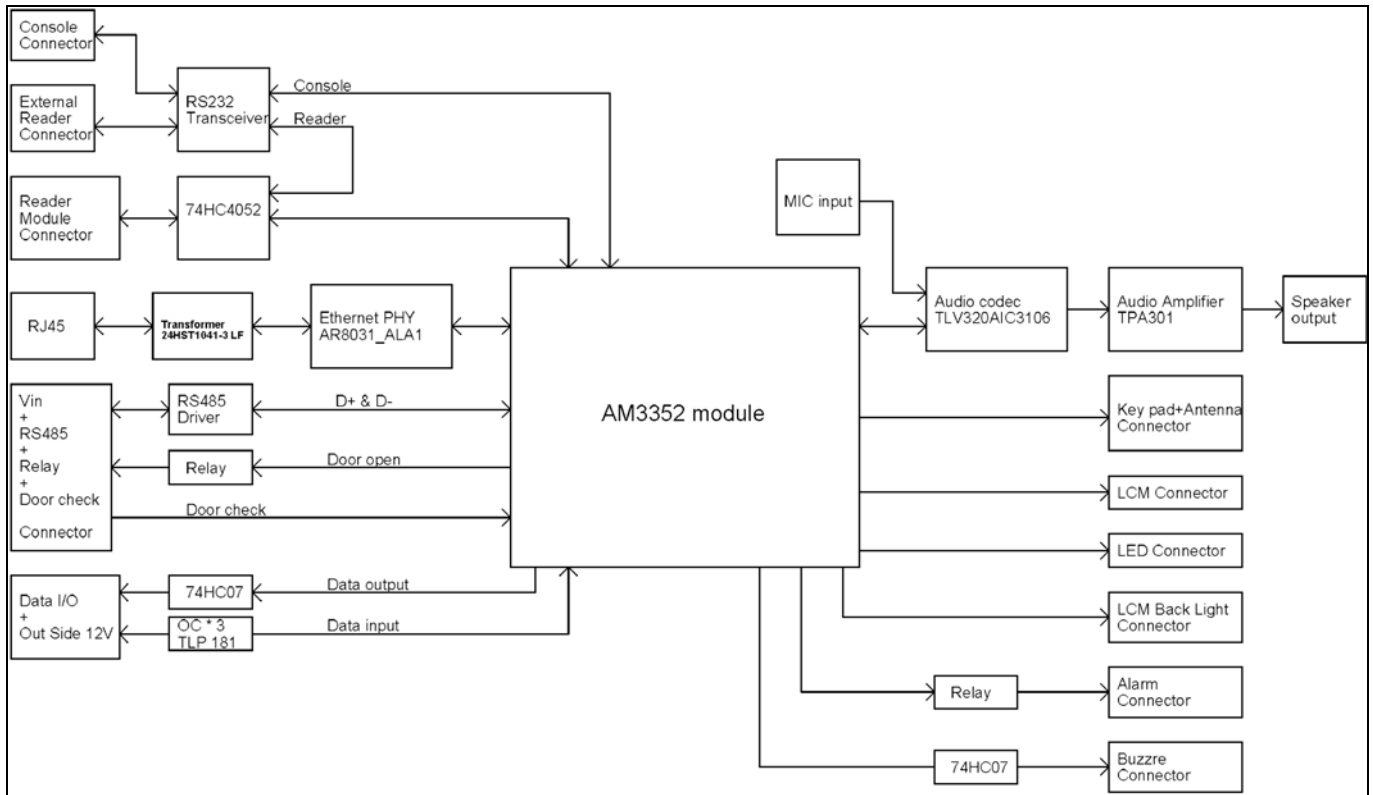 Console
Connector
External
Reader
Connector
RS232
Transceiver
Console
Reader
Reader
Module
Connector
74HC4052
MIC input
RJ45
Transformer
24HST1041-3 LF
Ethernet PHY
AR8031_ALA1
AM3352 module
Audio codec
TLV320AIC3106
Audio Amplifier
TPA301
Speaker
output
Vin
+
RS485
+
Relay
+
Door check
Connector
RS485
Driver
D+ & D-
Relay
Door open
Door check
Key pad+Antenna
Connector
LCM Connector
LED Connector
Data I/O
+
Out Side 12V
74HC07
Data output
OC * 3
TLP 181
Data input
LCM Back Light
Connector
Relay
Alarm
Connector
74HC07
Buzzre
Connector